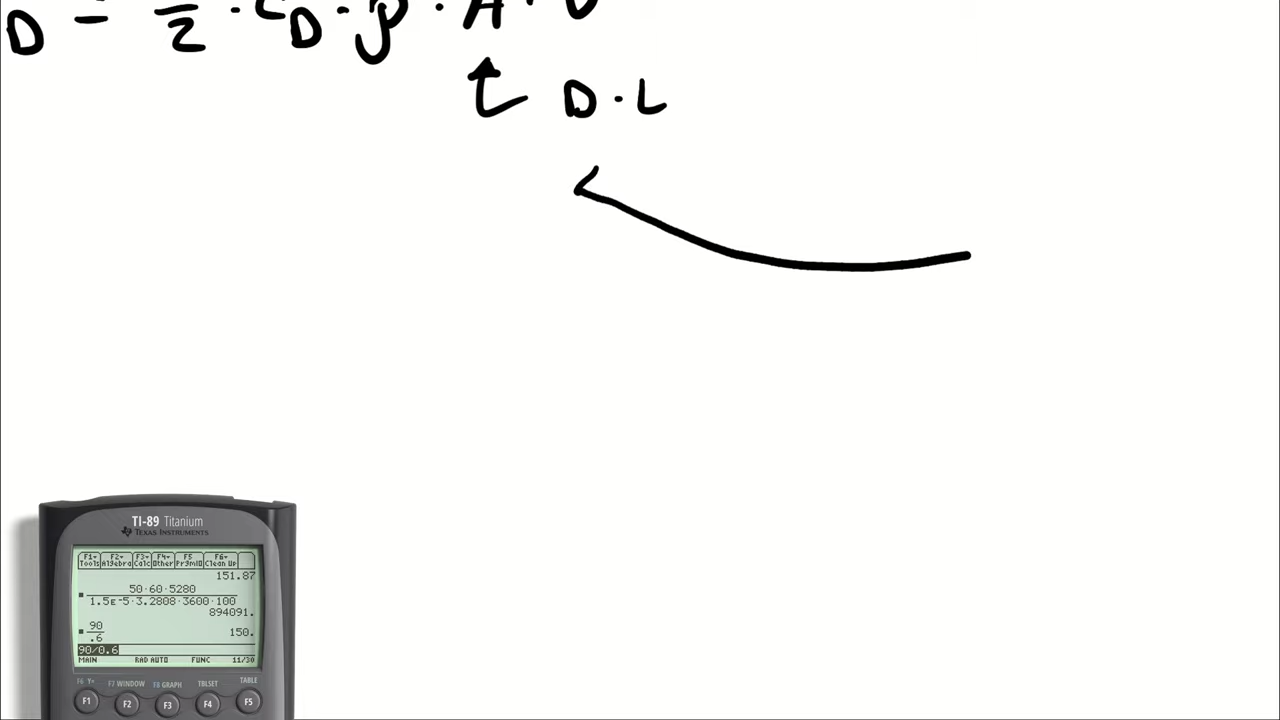 D = 1/2 · C_D · ρ · A · U
D · L
TI-89 Titanium
TEXAS INSTRUMENTS
F1▾ F2▾ F3▾ F4▾ F5 F6▾
Tools Algebra Calc Other PrgmIO Clean Up
151.87
50·60·5280
1.5E-5·3.2808·3600·100
894091.
90
.6
150.
90/0.6
MAIN RAD AUTO FUNC 11/30
F6 Y= F7 WINDOW F8 GRAPH TBLSET TABLE
F1 F2 F3 F4 F5